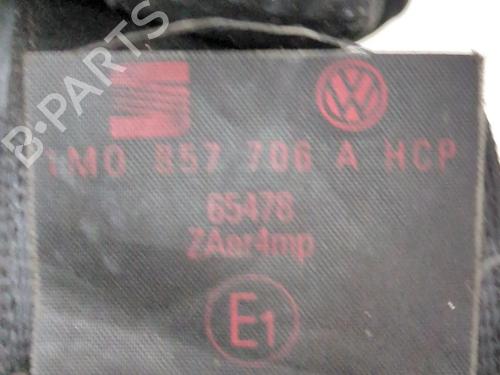 B-PARTS
1M0 857 706 A HCP
65478
ZAer4mp
E1